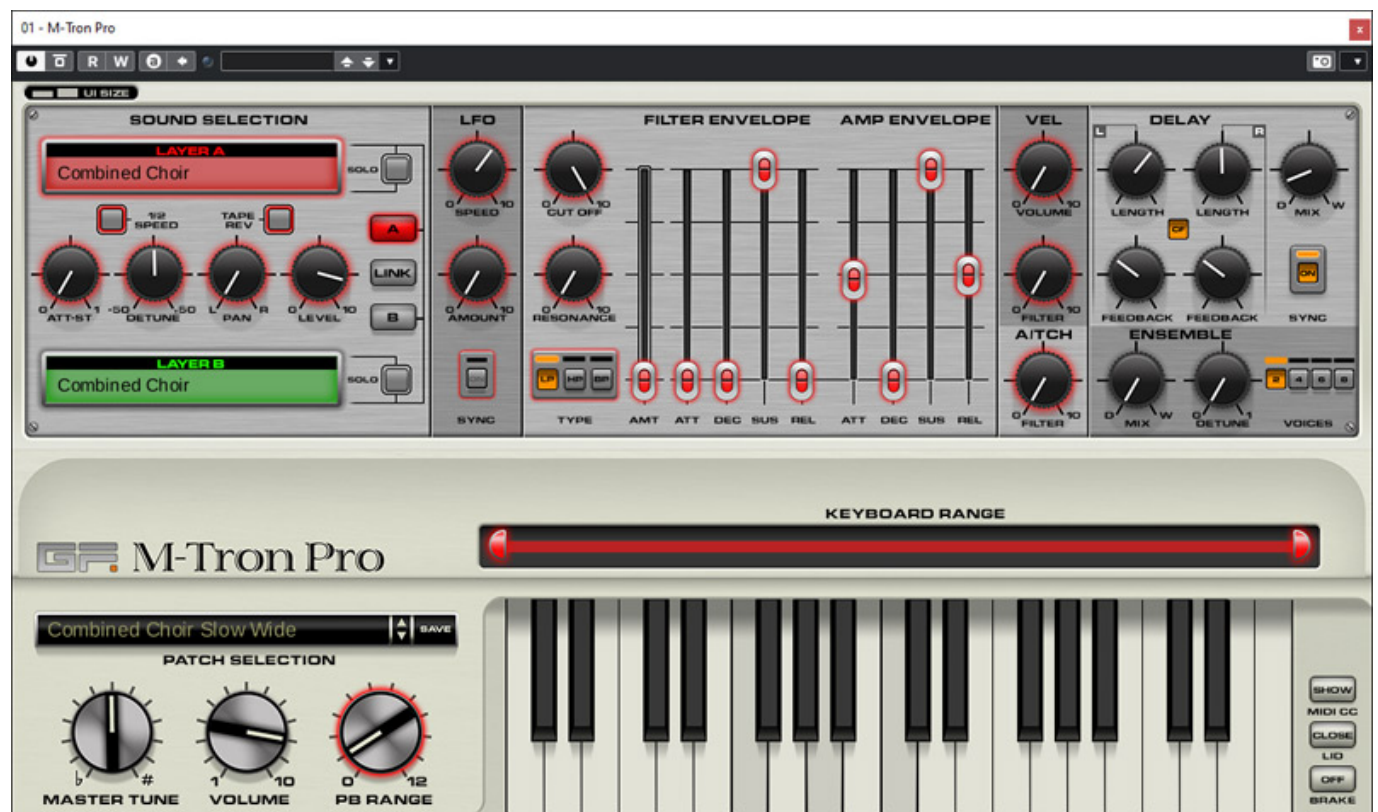 01 - M-Tron Pro
x
R W a
UI SIZE
SOUND SELECTION
LAYER A
Combined Choir
SOLO
1/2 SPEED
TAPE REV
A
LINK
B
0 ATT-ST 1
-50 DETUNE .50
L PAN R
0 LEVEL 10
LAYER B
Combined Choir
SOLO
LFO
0 SPEED 10
0 AMOUNT 10
ON
SYNC
FILTER ENVELOPE
0 CUT OFF 10
0 RESONANCE 10
LP HP BP
TYPE
AMT ATT DEC SUS REL
AMP ENVELOPE
ATT DEC SUS REL
VEL
0 VOLUME 10
0 FILTER 10
A/TCH
0 FILTER 10
DELAY
L R
LENGTH LENGTH
CF
D MIX W
FEEDBACK FEEDBACK
ON
SYNC
ENSEMBLE
D MIX W
0 DETUNE 1
2 4 6 8
VOICES
KEYBOARD RANGE
GF. M-Tron Pro
Combined Choir Slow Wide
SAVE
PATCH SELECTION
♭ #
MASTER TUNE
1 10
VOLUME
0 12
PB RANGE
SHOW
MIDI CC
CLOSE
LID
OFF
BRAKE